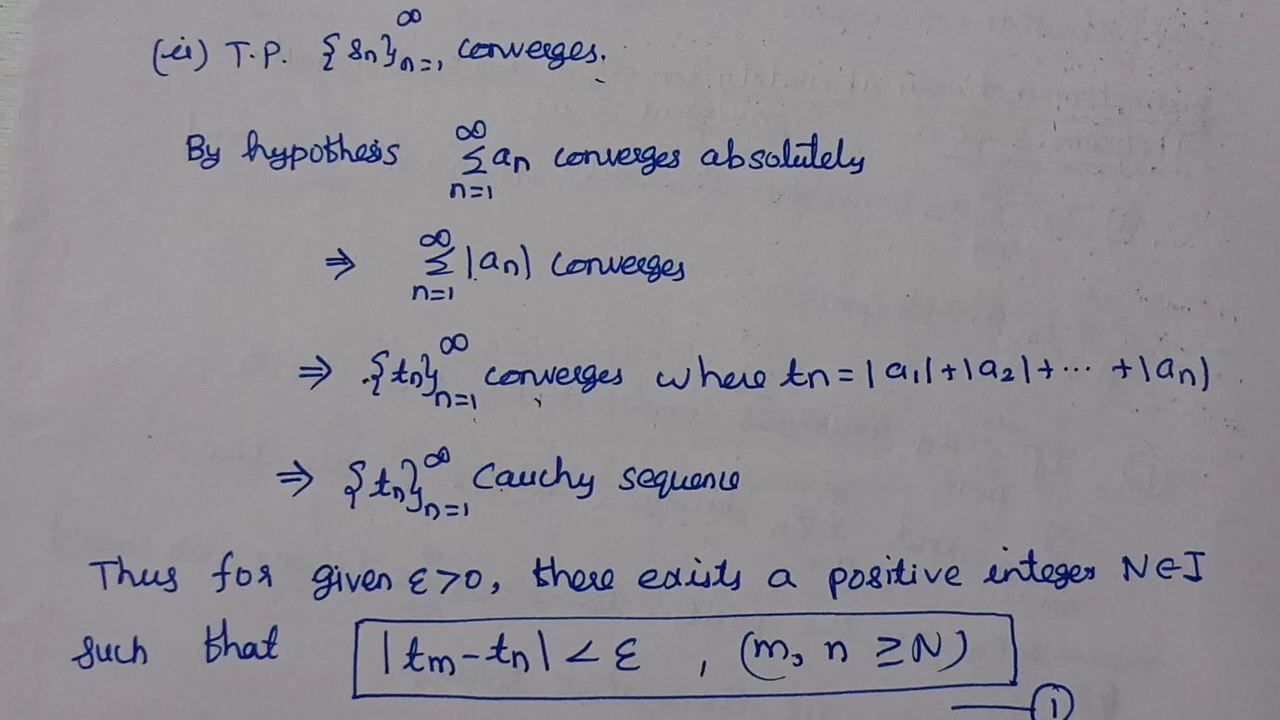 (ii) T.P. {Sn}∞n=1 converges.
By hypothesis ∞Σn=1 an converges absolutely
⇒ ∞Σn=1 |an| converges
⇒ {tn}∞n=1 converges where tn = |a1|+|a2|+ ··· +|an|
⇒ {tn}∞n=1 Cauchy sequence
Thus for given ε>0, there exists a positive integer N∈I
such that |tm-tn| < ε , (m, n ≥N)
①